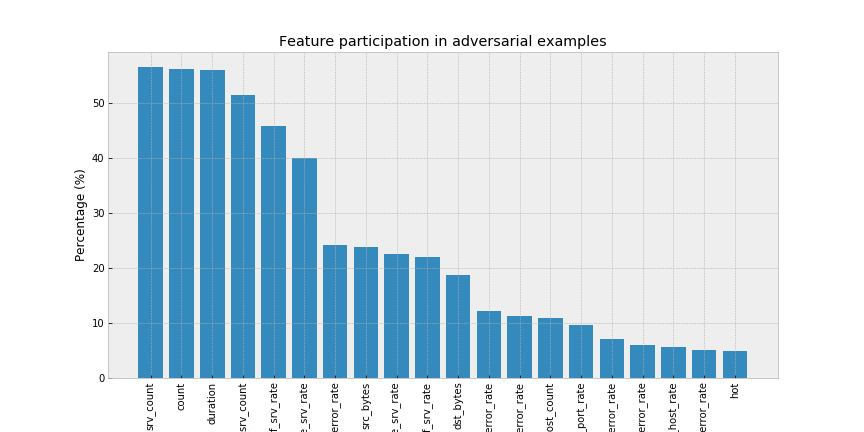 Feature participation in adversarial examples
Percentage (%)
50
40
30
20
10
0
srv_count
count
duration
srv_count
f_srv_rate
e_srv_rate
error_rate
src_bytes
e_srv_rate
f_srv_rate
dst_bytes
error_rate
error_rate
ost_count
_port_rate
error_rate
error_rate
_host_rate
error_rate
hot